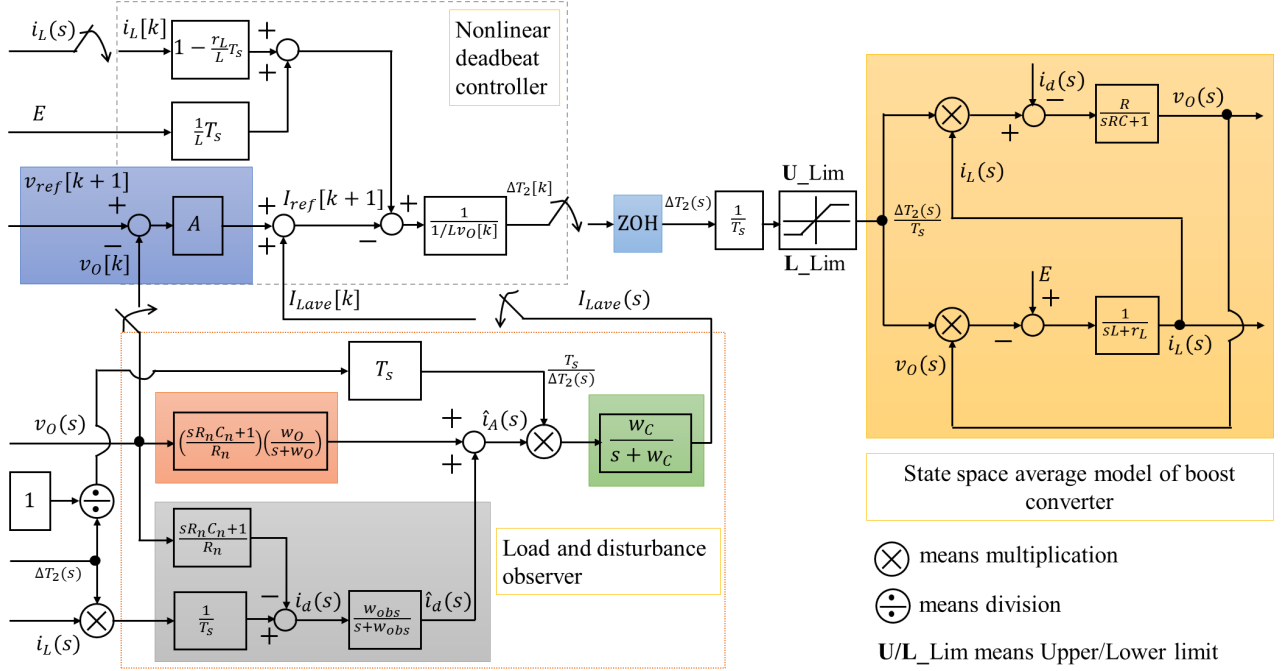 i_L(s)
i_L[k]
1 − r_L/L T_s
+
+
Nonlinear
deadbeat
controller
E
1/L T_s
v_ref[k+1]
+
−
v_O[k]
A
+
+
I_ref[k+1]
+
−
1/(1/Lv_O[k])
ΔT_2[k]
ZOH
ΔT_2(s)
1/T_s
U_Lim
L_Lim
ΔT_2(s)/T_s
i_d(s)
−
+
R/(sRC+1)
v_O(s)
i_L(s)
E
+
−
1/(sL+r_L)
v_O(s)
i_L(s)
I_Lave[k]
I_Lave(s)
T_s
T_s/ΔT_2(s)
v_O(s)
((sR_nC_n+1)/R_n)(w_O/(s+w_O))
+
+
î_A(s)
w_C/(s + w_C)
1
ΔT_2(s)
i_L(s)
(sR_nC_n+1)/R_n
1/T_s
−
+
i_d(s)
w_obs/(s+w_obs)
î_d(s)
Load and disturbance
observer
State space average model of boost
converter
means multiplication
means division
U/L_Lim means Upper/Lower limit